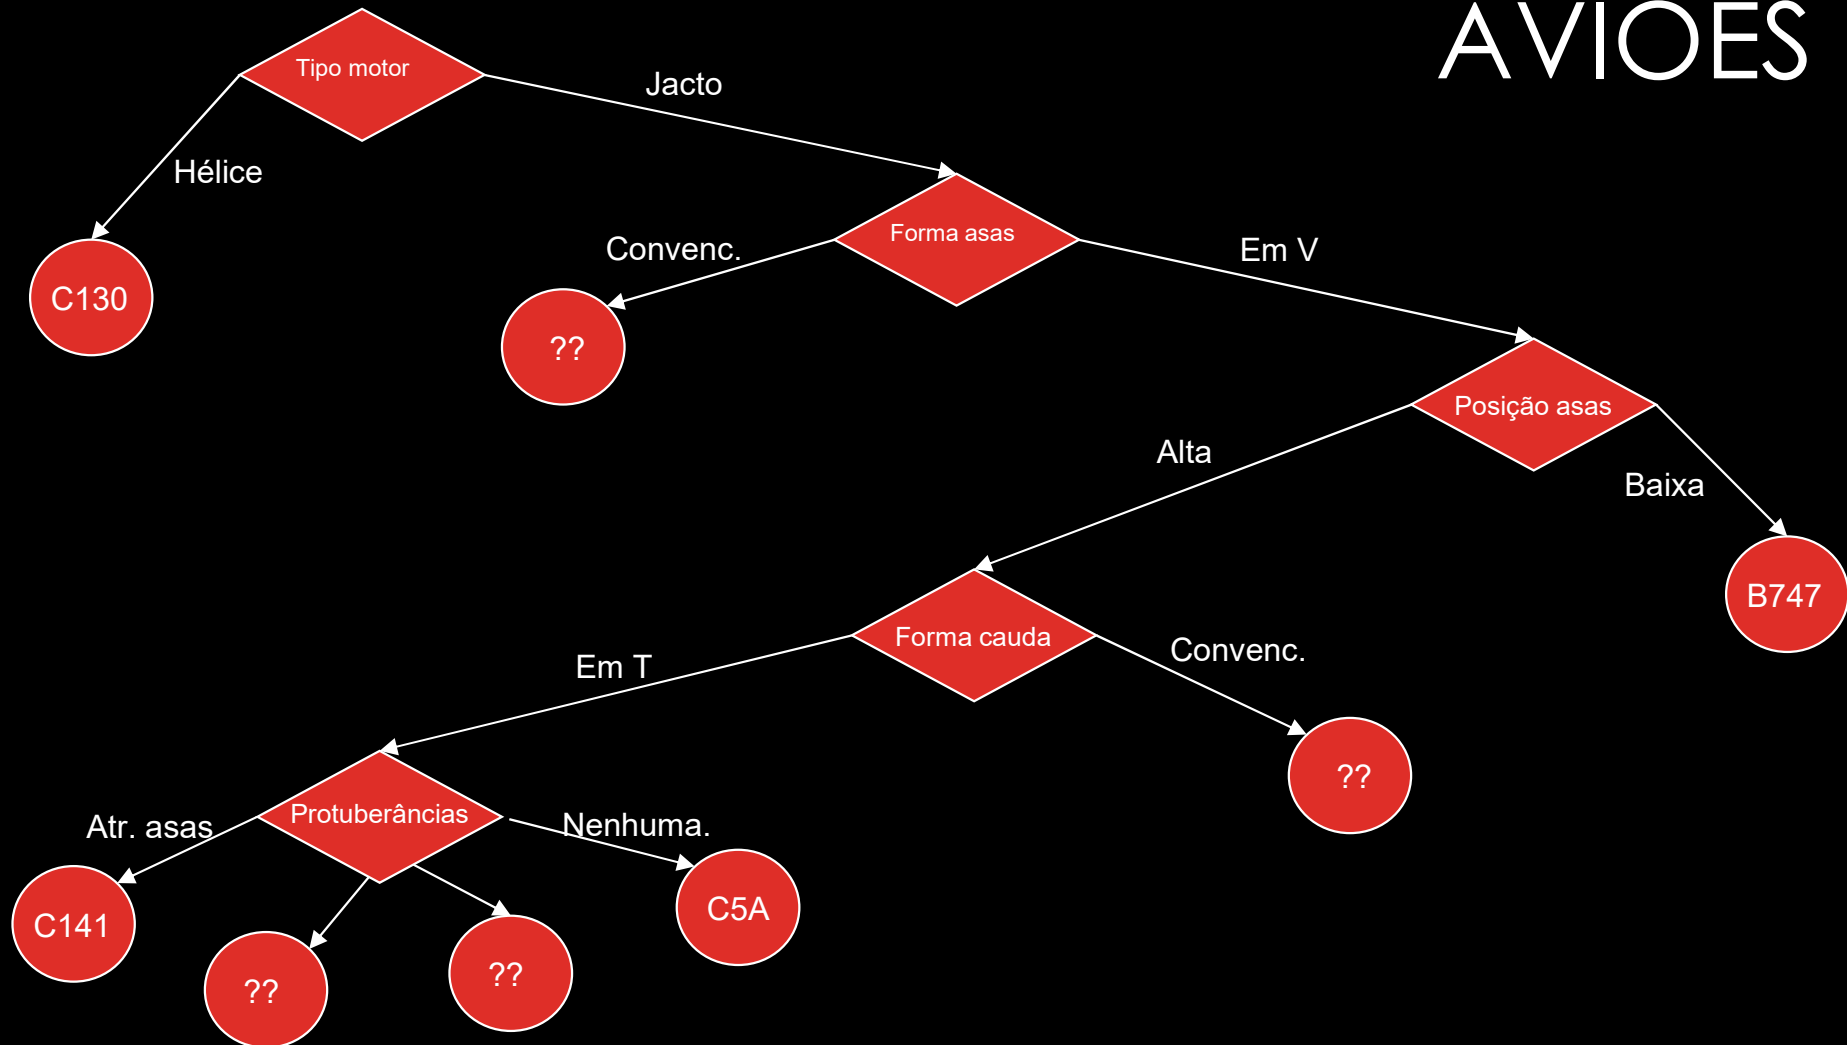 AVIOES
Tipo motor
Jacto
Hélice
Forma asas
Convenc.
Em V
C130
??
Posição asas
Alta
Baixa
B747
Forma cauda
Em T
Convenc.
??
Protuberâncias
Atr. asas
Nenhuma.
C141
C5A
??
??